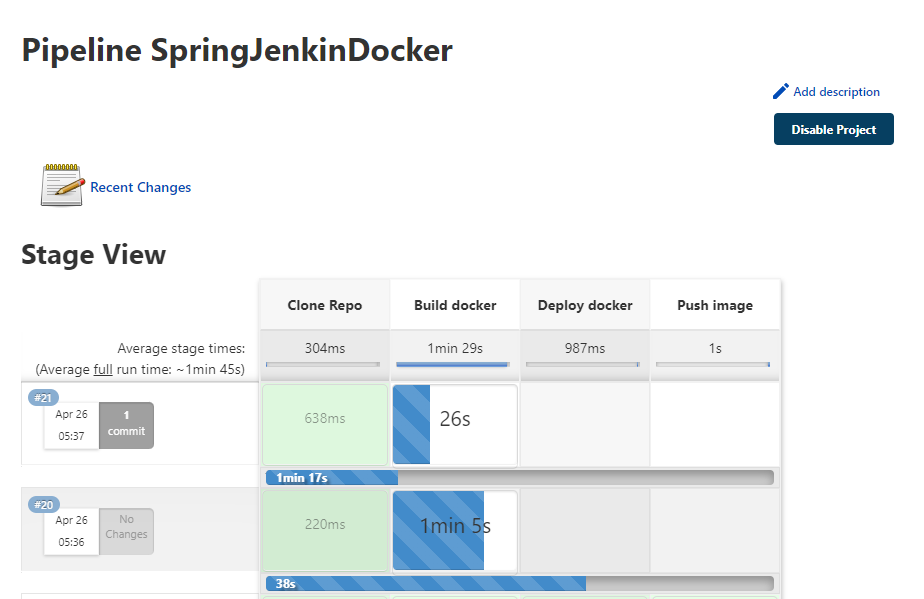 Pipeline SpringJenkinDocker
Add description
Disable Project
Recent Changes
Stage View
Clone Repo Build docker Deploy docker Push image
Average stage times: 304ms 1min 29s 987ms 1s
(Average full run time: ~1min 45s)
#21
Apr 26
05:37
1
commit
638ms
26s
1min 17s
#20
Apr 26
05:36
No
Changes
220ms
1min 5s
38s